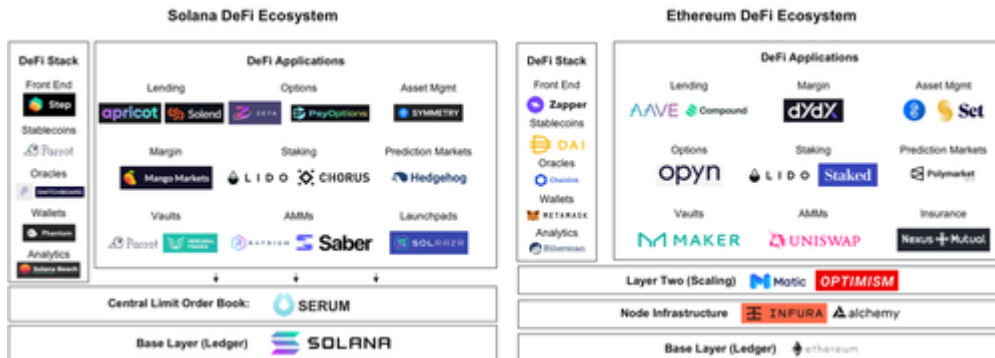 Solana DeFi Ecosystem
DeFi Stack
Front End
Step
Stablecoins
Parrot
Oracles
SWITCHBOARD
Wallets
Phantom
Analytics
Solana Beach
DeFi Applications
Lending Options Asset Mgmt
apricot Solend ZETA PsyOptions SYMMETRY
Margin Staking Prediction Markets
Mango Markets LIDO CHORUS Hedgehog
Vaults AMMs Launchpads
Parrot RAYDIUM Saber SOLRAZR
Central Limit Order Book: SERUM
Base Layer (Ledger) SOLANA
Ethereum DeFi Ecosystem
DeFi Stack
Front End
Zapper
Stablecoins
DAI
Oracles
Chainlink
Wallets
METAMASK
Analytics
Etherscan
DeFi Applications
Lending Margin Asset Mgmt
AAVE Compound dYdX Set
Options Staking Prediction Markets
opyn LIDO Staked Polymarket
Vaults AMMs Insurance
MAKER UNISWAP Nexus Mutual
Layer Two (Scaling) Matic OPTIMISM
Node Infrastructure INFURA alchemy
Base Layer (Ledger) ethereum